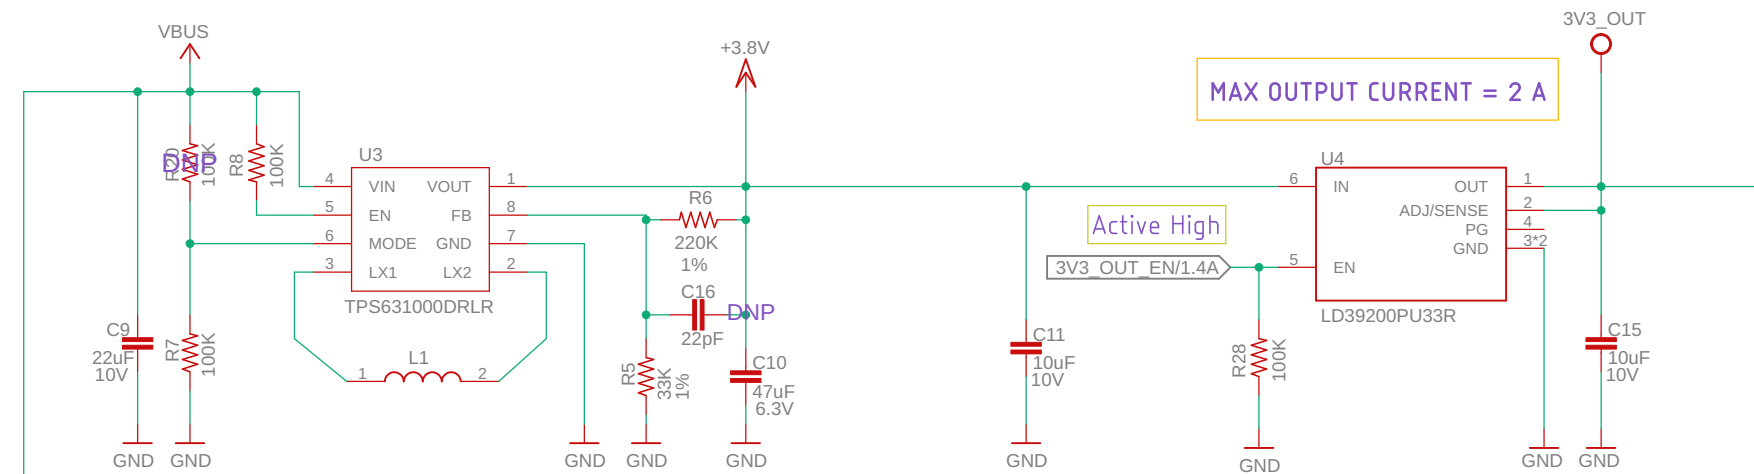 VBUS
+3.8V
3V3_OUT
MAX OUTPUT CURRENT = 2 A
R20
100K
DNP
R8
100K
U3
4
VIN
VOUT
1
5
EN
FB
8
6
MODE
GND
7
3
LX1
LX2
2
TPS631000DRLR
R6
220K
1%
C16
DNP
22pF
C9
22uF
10V
R7
100K
L1
1
2
R5
33K
1%
C10
47uF
6.3V
Active High
3V3_OUT_EN/1.4A
C11
10uF
10V
R28
100K
U4
6
IN
OUT
1
ADJ/SENSE
2
PG
4
GND
3*2
5
EN
LD39200PU33R
C15
10uF
10V
GND
GND
GND
GND
GND
GND
GND
GND
GND